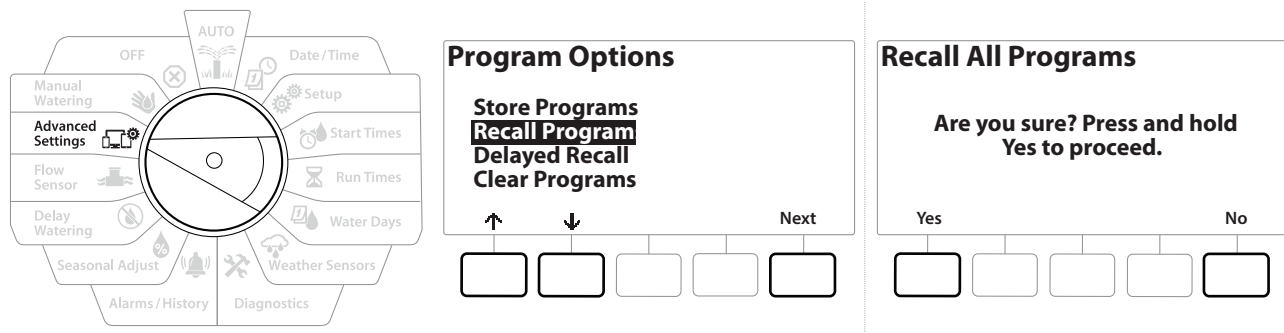 AUTO
Date/Time
Setup
Start Times
Run Times
Water Days
Weather Sensors
Diagnostics
Alarms/History
Seasonal Adjust
Delay
Watering
Flow
Sensor
Advanced
Settings
Manual
Watering
OFF
Program Options
Store Programs
Recall Program
Delayed Recall
Clear Programs
Next
Recall All Programs
Are you sure? Press and hold
Yes to proceed.
Yes No